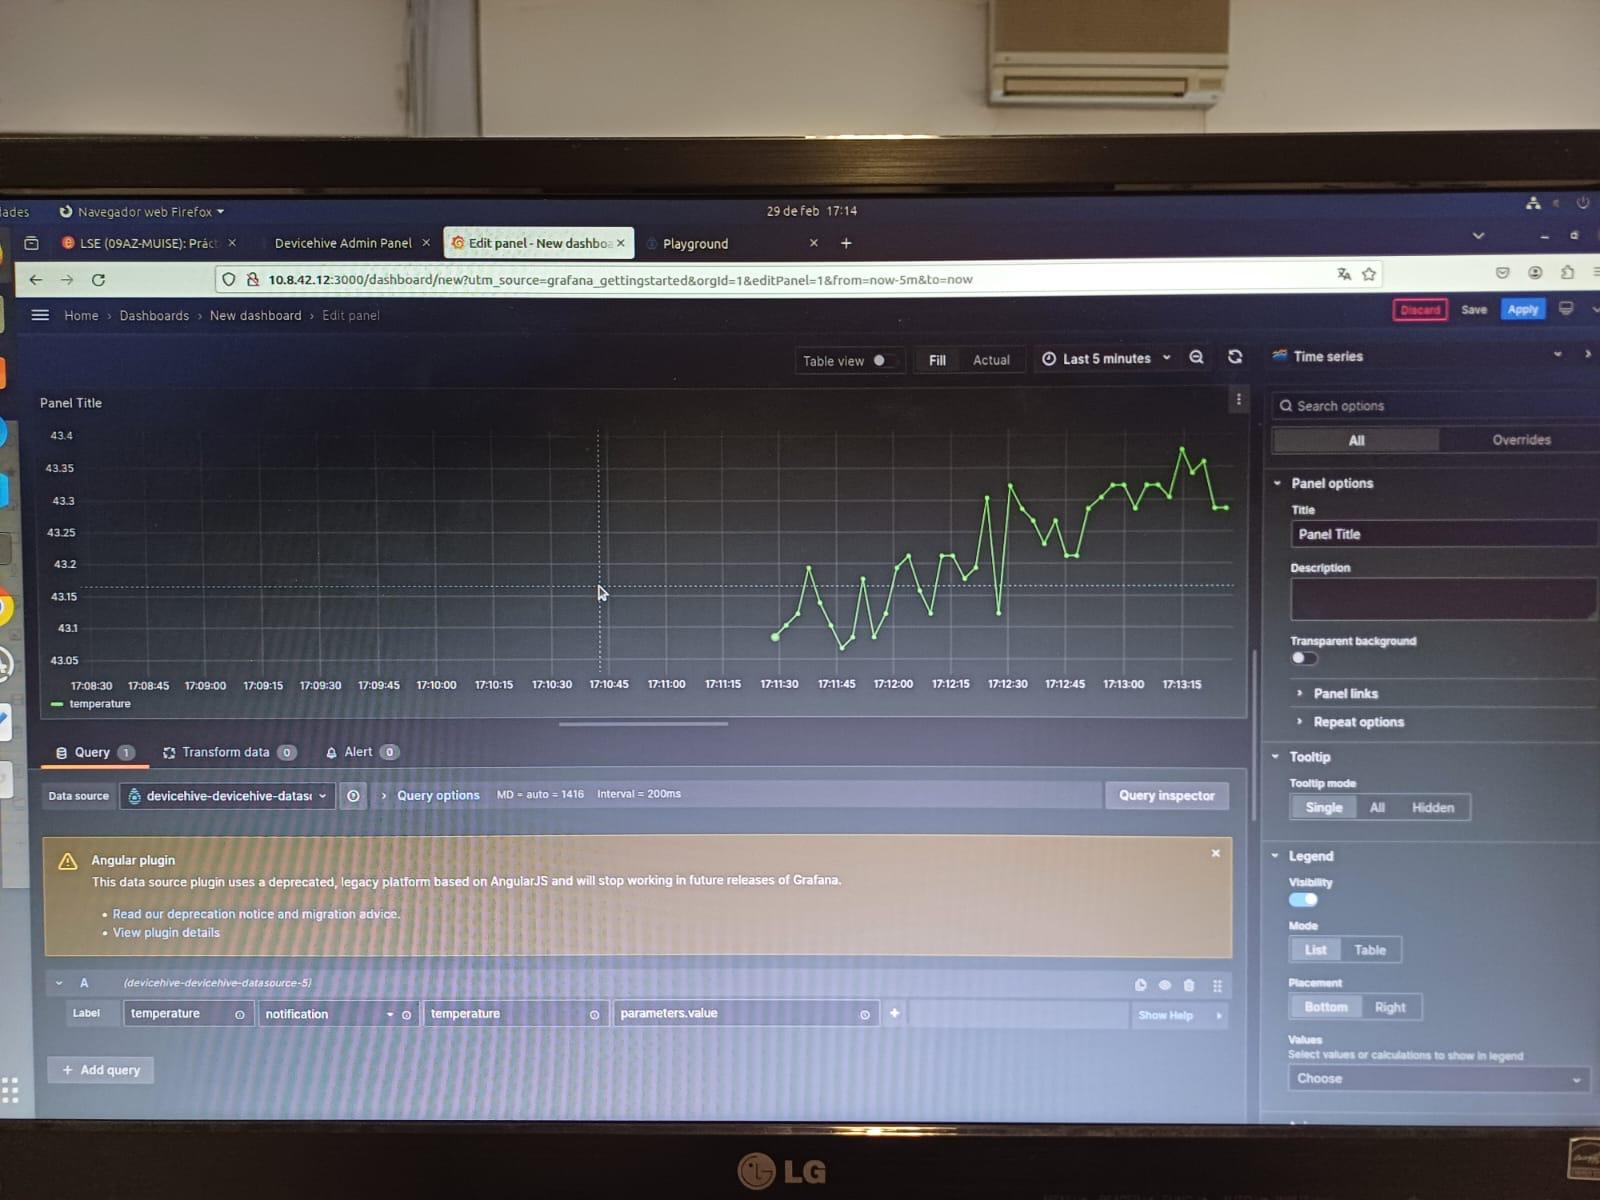 dades
Navegador web Firefox
29 de feb 17:14
LSE (09AZ-MUISE): Práct
Devicehive Admin Panel
Edit panel - New dashboa
Playground
10.8.42.12:3000/dashboard/new?utm_source=grafana_gettingstarted&orgId=1&editPanel=1&from=now-5m&to=now
Home > Dashboards > New dashboard > Edit panel
Discard Save Apply
Table view Fill Actual Last 5 minutes
Time series
Panel Title
Search options
All Overrides
43.4
43.35
43.3
43.25
43.2
43.15
43.1
43.05
17:08:30 17:08:45 17:09:00 17:09:15 17:09:30 17:09:45 17:10:00 17:10:15 17:10:30 17:10:45 17:11:00 17:11:15 17:11:30 17:11:45 17:12:00 17:12:15 17:12:30 17:12:45 17:13:00 17:13:15
temperature
Panel options
Title
Panel Title
Description
Transparent background
Panel links
Repeat options
Query 1 Transform data 0 Alert 0
Data source devicehive-devicehive-datas Query options MD = auto = 1416 Interval = 200ms Query inspector
Angular plugin
This data source plugin uses a deprecated, legacy platform based on AngularJS and will stop working in future releases of Grafana.
• Read our deprecation notice and migration advice.
• View plugin details
A (devicehive-devicehive-datasource-5)
Label temperature notification temperature parameters.value + Show Help
+ Add query
Tooltip
Tooltip mode
Single All Hidden
Legend
Visibility
Mode
List Table
Placement
Bottom Right
Values
Select values or calculations to show in legend
Choose
LG